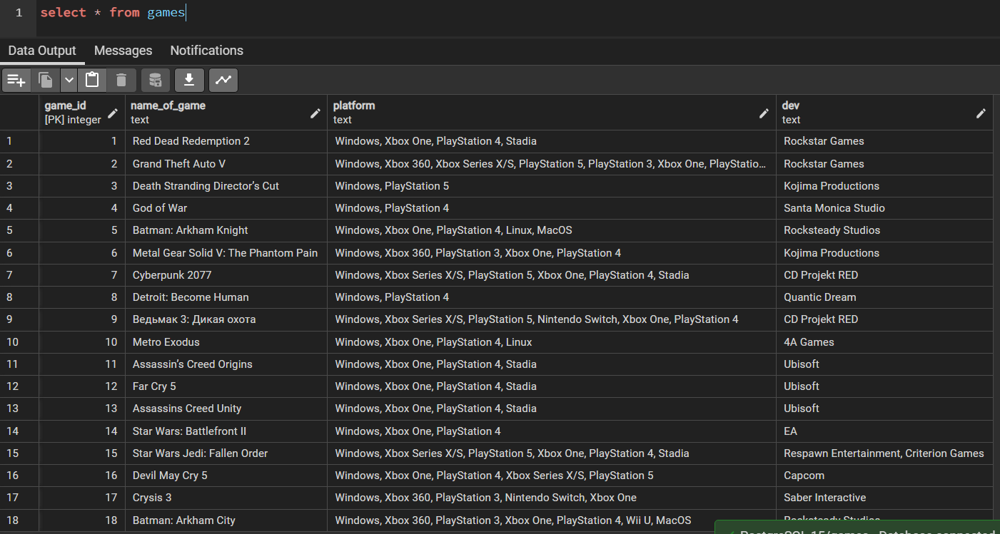 1 select * from games
Data Output Messages Notifications
game_id name_of_game platform dev
[PK] integer text text text
1 1 Red Dead Redemption 2 Windows, Xbox One, PlayStation 4, Stadia Rockstar Games
2 2 Grand Theft Auto V Windows, Xbox 360, Xbox Series X/S, PlayStation 5, PlayStation 3, Xbox One, PlayStatio... Rockstar Games
3 3 Death Stranding Director’s Cut Windows, PlayStation 5 Kojima Productions
4 4 God of War Windows, PlayStation 4 Santa Monica Studio
5 5 Batman: Arkham Knight Windows, Xbox One, PlayStation 4, Linux, MacOS Rocksteady Studios
6 6 Metal Gear Solid V: The Phantom Pain Windows, Xbox 360, PlayStation 3, Xbox One, PlayStation 4 Kojima Productions
7 7 Cyberpunk 2077 Windows, Xbox Series X/S, PlayStation 5, Xbox One, PlayStation 4, Stadia CD Projekt RED
8 8 Detroit: Become Human Windows, PlayStation 4 Quantic Dream
9 9 Ведьмак 3: Дикая охота Windows, Xbox Series X/S, PlayStation 5, Nintendo Switch, Xbox One, PlayStation 4 CD Projekt RED
10 10 Metro Exodus Windows, Xbox One, PlayStation 4, Linux 4A Games
11 11 Assassin’s Creed Origins Windows, Xbox One, PlayStation 4, Stadia Ubisoft
12 12 Far Cry 5 Windows, Xbox One, PlayStation 4, Stadia Ubisoft
13 13 Assassins Creed Unity Windows, Xbox One, PlayStation 4, Stadia Ubisoft
14 14 Star Wars: Battlefront II Windows, Xbox One, PlayStation 4 EA
15 15 Star Wars Jedi: Fallen Order Windows, Xbox Series X/S, PlayStation 5, Xbox One, PlayStation 4, Stadia Respawn Entertainment, Criterion Games
16 16 Devil May Cry 5 Windows, Xbox One, PlayStation 4, Xbox Series X/S, PlayStation 5 Capcom
17 17 Crysis 3 Windows, Xbox 360, PlayStation 3, Nintendo Switch, Xbox One Saber Interactive
18 18 Batman: Arkham City Windows, Xbox 360, PlayStation 3, Xbox One, PlayStation 4, Wii U, MacOS Rocksteady Studios
PostgreSQL 15/games - Database connected